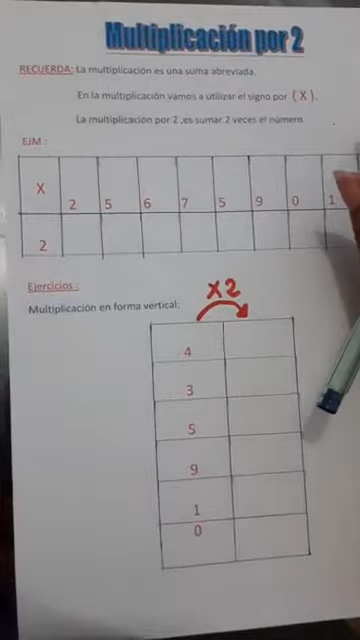 Multiplicación por 2
RECUERDA: La multiplicación es una suma abreviada.
En la multiplicación vamos a utilizar el signo por (X).
La multiplicación por 2 ,es sumar 2 veces el número.
EJM :
X 2 5 6 7 5 9 0 1
2
Ejercicios :
X2
Multiplicación en forma vertical:
4
3
5
9
1
0